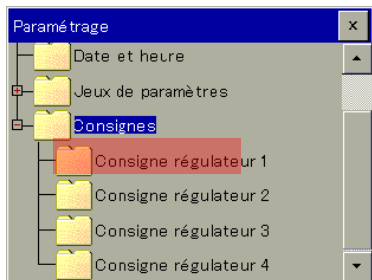 Paramétrage
Date et heure
Jeux de paramètres
Consignes
Consigne régulateur 1
Consigne régulateur 2
Consigne régulateur 3
Consigne régulateur 4